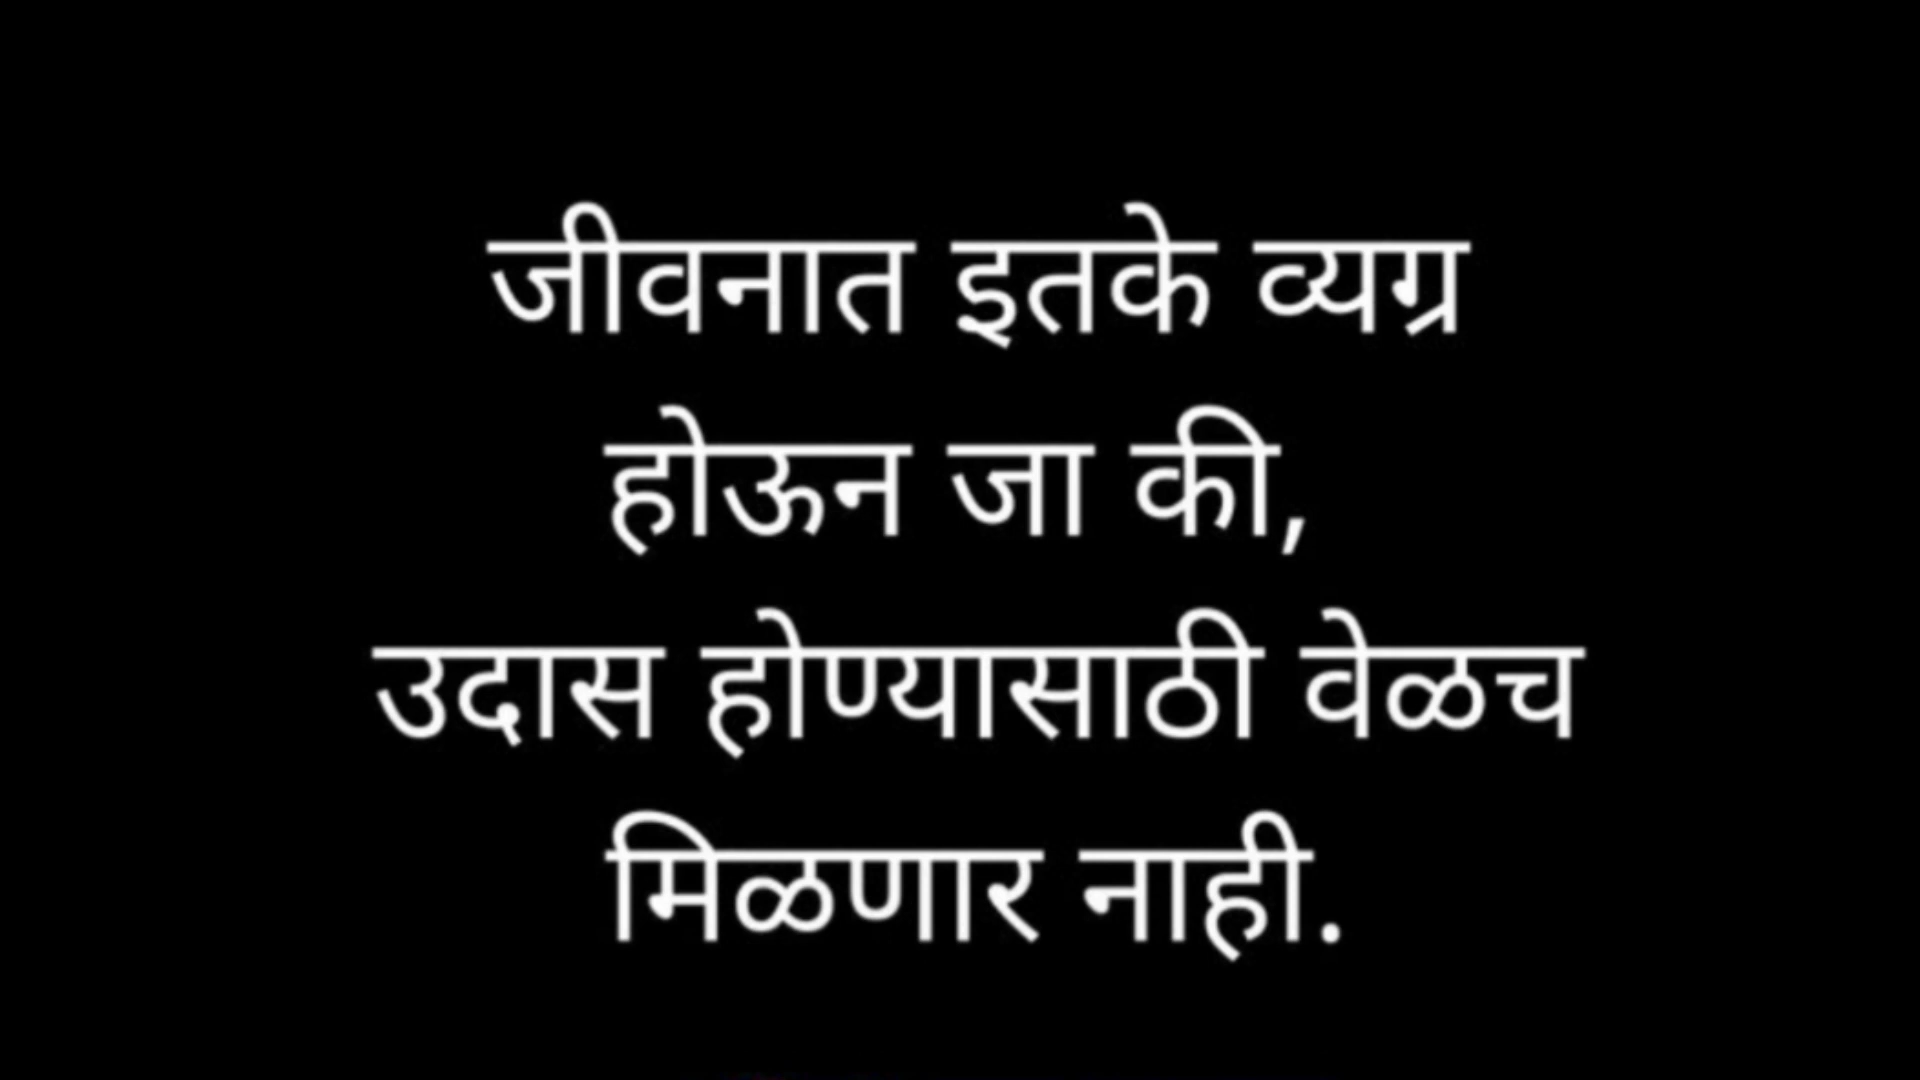 जीवनात इतके व्यग्र
होऊन जा की,
उदास होण्यासाठी वेळच
मिळणार नाही.